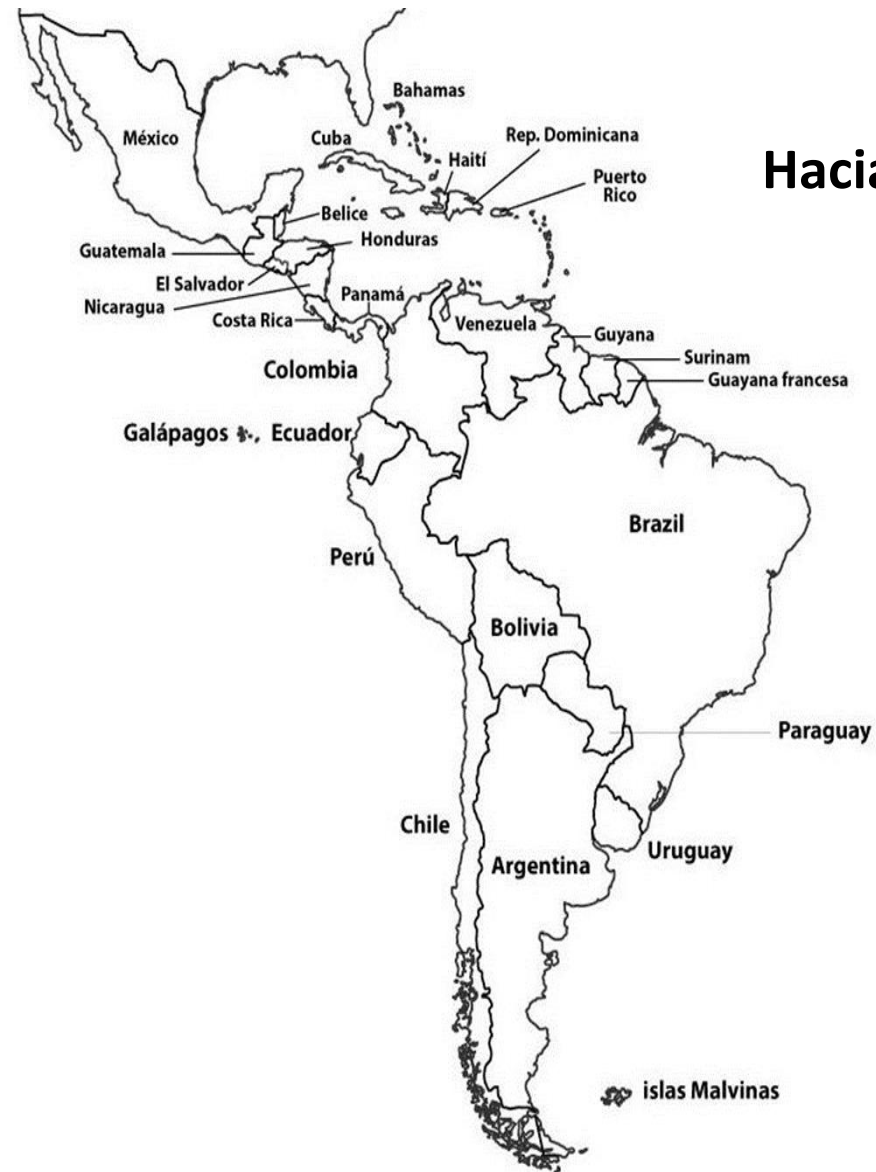 Bahamas
México
Cuba
Rep. Dominicana
Haití
Puerto
Rico
Hacia
Belice
Honduras
Guatemala
El Salvador
Nicaragua
Panamá
Costa Rica
Venezuela
Guyana
Surinam
Colombia
Guayana francesa
Galápagos
Ecuador
Brazil
Perú
Bolivia
Paraguay
Chile
Uruguay
Argentina
islas Malvinas